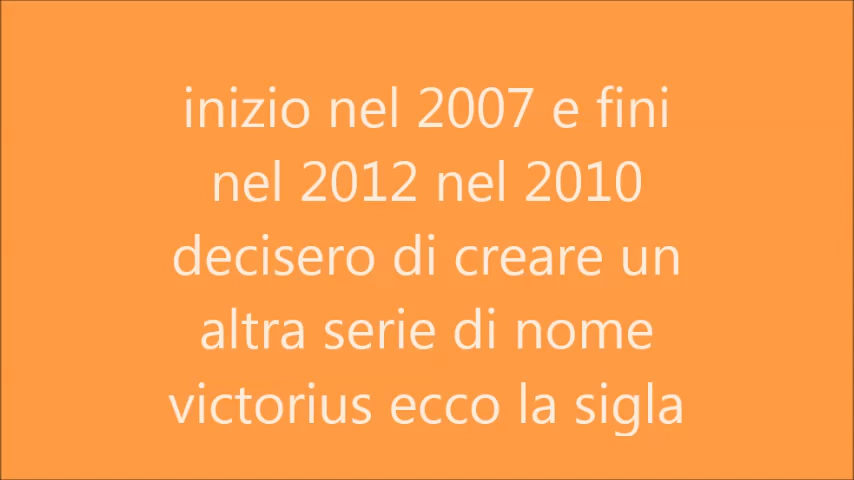 inizio nel 2007 e fini
nel 2012 nel 2010
decisero di creare un
altra serie di nome
victorius ecco la sigla